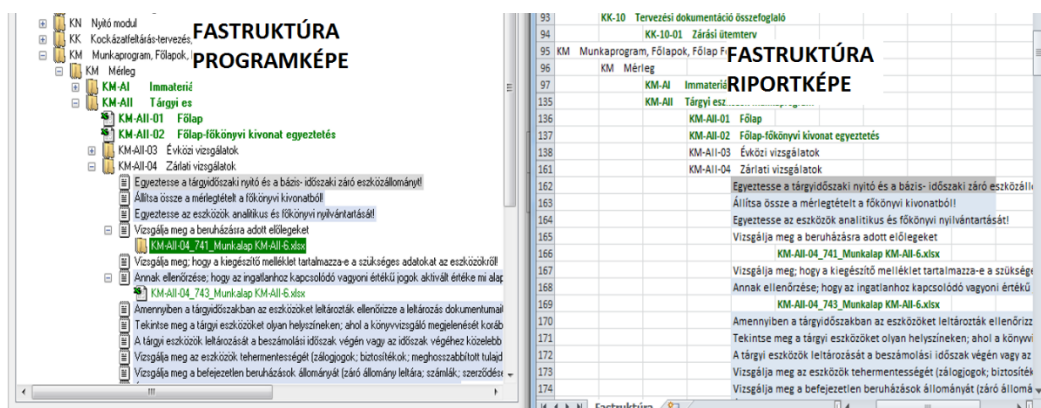 KN Nyitó modul
KK Kockázatfeltárás-tervezés,
KM Munkaprogram, Főlapok,
FASTRUKTÚRA
PROGRAMKÉPE
KM Mérleg
KM-AI Immateriá
KM-AII Tárgyi es
KM-AII-01 Főlap
KM-AII-02 Főlap-főkönyvi kivonat egyeztetés
KM-AII-03 Évközi vizsgálatok
KM-AII-04 Zárlati vizsgálatok
Egyeztesse a tárgyidőszaki nyitó és a bázis- időszaki záró eszközállományt!
Állítsa össze a mérlegtételt a főkönyvi kivonatból!
Egyeztesse az eszközök analitikus és főkönyvi nyilvántartását!
Vizsgálja meg a beruházásra adott előlegeket
KM-AII-04_741_Munkalap KM-AII-6.xlsx
Vizsgálja meg; hogy a kiegészítő melléklet tartalmazza-e a szükséges adatokat az eszközökről!
Annak ellenőrzése; hogy az ingatlanhoz kapcsolódó vagyoni értékű jogok aktivált értéke mi alap
KM-AII-04_743_Munkalap KM-AII-6.xlsx
Amennyiben a tárgyidőszakban az eszközöket leltározták ellenőrizze a leltározás dokumentumait
Tekintse meg a tárgyi eszközöket olyan helyszíneken; ahol a könyvvizsgáló megjelenését koráb
A tárgyi eszközök leltározását a beszámolási időszak végén vagy az időszak végéhez közelebb
Vizsgálja meg az eszközök tehermentességét (zálogjogok; biztosítékok; meghosszabbított tulajd
Vizsgálja meg a befejezetlen beruházások állományát (záró állomány leltára; számlák; szerződése
93 KK-10 Tervezési dokumentáció összefoglaló
94 KK-10-01 Zárási ütemterv
95 KM Munkaprogram, Főlapok, Főlap F
FASTRUKTÚRA
RIPORTKÉPE
96 KM Mérleg
97 KM-AI Immateriá
135 KM-AII Tárgyi
136 KM-AII-01 Főlap
137 KM-AII-02 Főlap-főkönyvi kivonat egyeztetés
138 KM-AII-03 Évközi vizsgálatok
161 KM-AII-04 Zárlati vizsgálatok
162 Egyeztesse a tárgyidőszaki nyitó és a bázis- időszaki záró eszközáll
163 Állítsa össze a mérlegtételt a főkönyvi kivonatból!
164 Egyeztesse az eszközök analitikus és főkönyvi nyilvántartását!
165 Vizsgálja meg a beruházásra adott előlegeket
166 KM-AII-04_741_Munkalap KM-AII-6.xlsx
167 Vizsgálja meg; hogy a kiegészítő melléklet tartalmazza-e a szüksége
168 Annak ellenőrzése; hogy az ingatlanhoz kapcsolódó vagyoni értékű
169 KM-AII-04_743_Munkalap KM-AII-6.xlsx
170 Amennyiben a tárgyidőszakban az eszközöket leltározták ellenőrizz
171 Tekintse meg a tárgyi eszközöket olyan helyszíneken; ahol a könyvvi
172 A tárgyi eszközök leltározását a beszámolási időszak végén vagy az
173 Vizsgálja meg az eszközök tehermentességét (zálogjogok; biztosíték
174 Vizsgálja meg a befejezetlen beruházások állományát (záró állomá
Fastruktúra